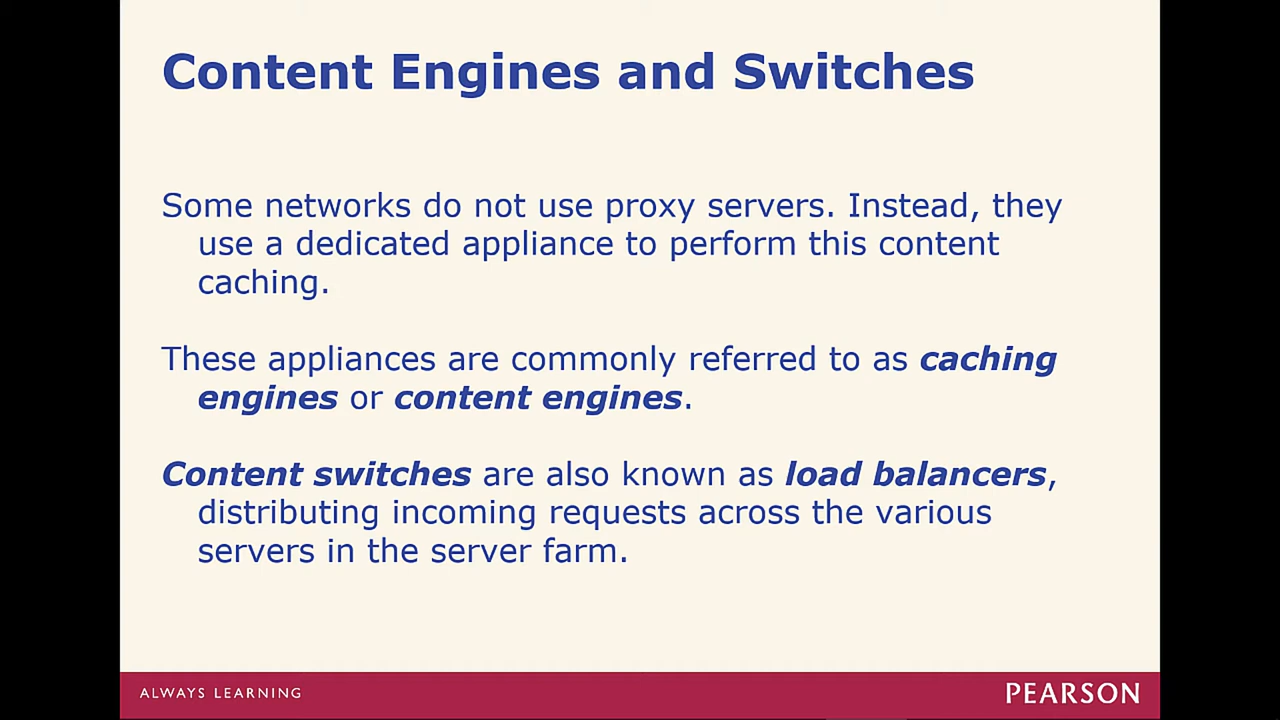 Content Engines and Switches
Some networks do not use proxy servers. Instead, they
use a dedicated appliance to perform this content
caching.
These appliances are commonly referred to as caching
engines or content engines.
Content switches are also known as load balancers,
distributing incoming requests across the various
servers in the server farm.
ALWAYS LEARNING
PEARSON